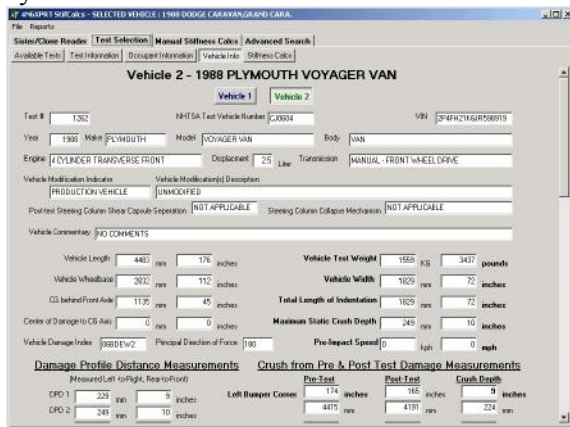 4N6XPRT StifCalcs - SELECTED VEHICLE : 1988 DODGE CARAVAN,GRAND CARA.
File Reports
Sister/Clone Reader Test Selection Manual Stiffness Calcs Advanced Search
Available Tests Test Information Occupant Information Vehicle Info Stiffness Calcs
Vehicle 2 - 1988 PLYMOUTH VOYAGER VAN
Vehicle 1 Vehicle 2
Test # 1262 NHTSA Test Vehicle Number CJ0604 VIN 2P4FH21K6JR598919
Year 1988 Make PLYMOUTH Model VOYAGER VAN Body VAN
Engine 4 CYLINDER TRANSVERSE FRONT Displacment 2.5 Liter Transmission MANUAL - FRONT WHEEL DRIVE
Vehicle Modification Indicator Vehicle Modification(s) Description
PRODUCTION VEHICLE UNMODIFIED
Post-test Steering Column Shear Capsule Seperation NOT APPLICABLE Steering Column Collapse Mechanism NOT APPLICABLE
Vehicle Commentary NO COMMENTS
Vehicle Length 4483 mm 176 inches Vehicle Test Weight 1559 KG 3437 pounds
Vehicle Wheelbase 2832 mm 112 inches Vehicle Width 1829 mm 72 inches
CG behind Front Axle 1135 mm 45 inches Total Length of Indentation 1829 mm 72 inches
Center of Damage to CG Axis 0 mm 0 inches Maximum Static Crush Depth 249 mm 10 inches
Vehicle Damage Index 06BDEW2 Principal Direction of Force 180 Pre-Impact Speed 0 kph 0 mph
Damage Profile Distance Measurements Crush from Pre & Post Test Damage Measurements
(Measured Left-to-Right, Rear-to-Front) Pre-Test Post-Test Crush Depth
DPD 1 229 mm 9 inches Left Bumper Corner 174 inches 165 inches 9 inches
DPD 2 249 mm 10 inches 4415 mm 4191 mm 224 mm